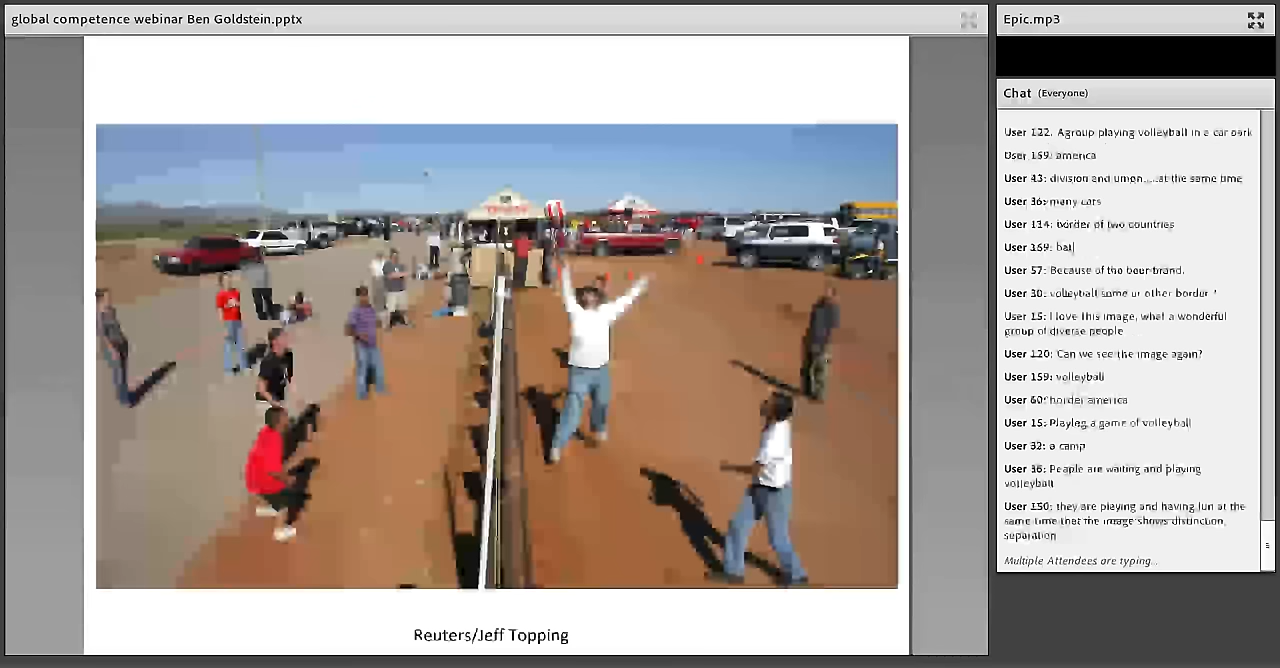 global competence webinar Ben Goldstein.pptx
Reuters/Jeff Topping
Epic.mp3
Chat (Everyone)
User 122. Agroup playing volleyball in a car park
User 159: america
User 43: division and union....at the same time
User 36: many cars
User 114: border of two countries
User 159: bal
User 57: Because of the beer brand.
User 30: volleyball some ur other border
User 15: I love this image, what a wonderful
group of diverse people
User 120: Can we see the image again?
User 159: volleyball
User 60: border america
User 15: Playing a game of volleyball
User 32: a camp
User 36: People are waiting and playing
volleyball
User 150: they are playing and having fun at the
same time that the image shows distinction,
separation
Multiple Attendees are typing...